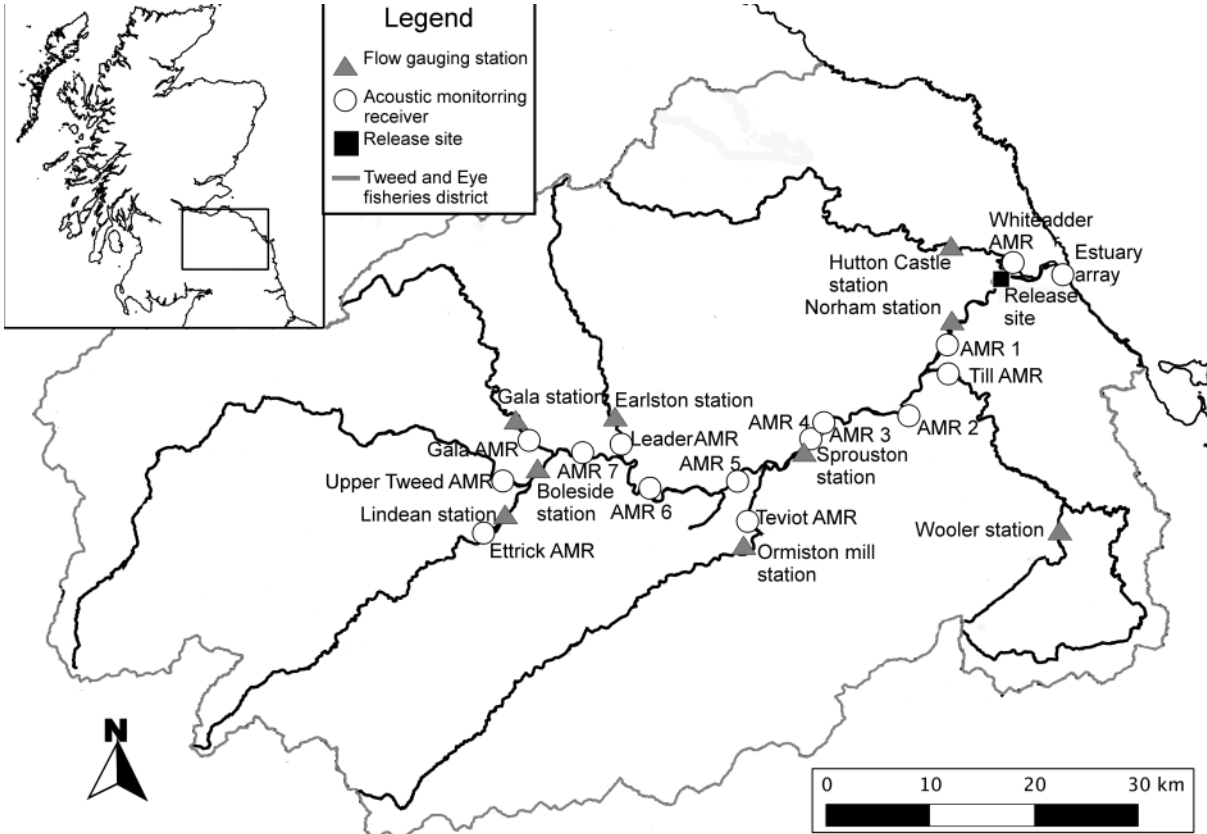 Legend
Flow gauging station
Acoustic monitorring
receiver
Release site
Tweed and Eye
fisheries district
Whiteadder
AMR
Estuary
array
Hutton Castle
station
Release
site
Norham station
AMR 1
Till AMR
AMR 2
Gala station
Earlston station
AMR 4
AMR 3
Leader AMR
Gala AMR
AMR 7
AMR 5
Sprouston
station
Upper Tweed AMR
Boleside
station
AMR 6
Lindean station
Teviot AMR
Wooler station
Ettrick AMR
Ormiston mill
station
N
0 10 20 30 km